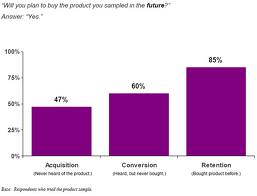 "Will you plan to buy the product you sampled in the future?"
Answer: "Yes."
100%
75%
50%
25%
0%
47%
60%
85%
Acquisition
(Never heard of the product.)
Conversion
(Heard, but never bought.)
Retention
(Bought product before.)
Base: Respondents who tried the product sample.